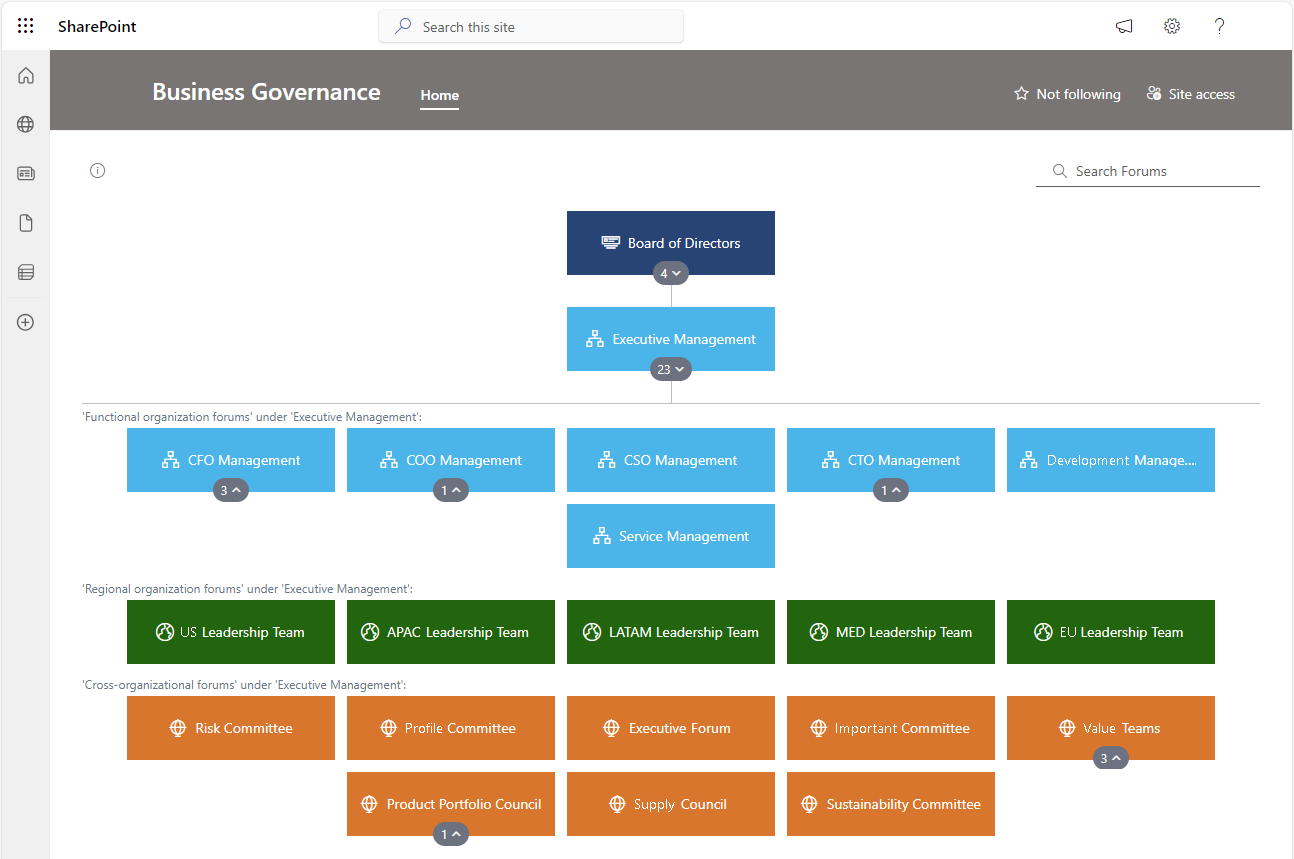 SharePoint
Search this site
Business Governance
Home
Not following
Site access
Search Forums
Board of Directors
4
Executive Management
23
'Functional organization forums' under 'Executive Management':
CFO Management
COO Management
CSO Management
CTO Management
Development Manage....
3
1
1
Service Management
'Regional organization forums' under 'Executive Management':
US Leadership Team
APAC Leadership Team
LATAM Leadership Team
MED Leadership Team
EU Leadership Team
'Cross-organizational forums' under 'Executive Management':
Risk Committee
Profile Committee
Executive Forum
Important Committee
Value Teams
3
Product Portfolio Council
Supply Council
Sustainability Committee
1